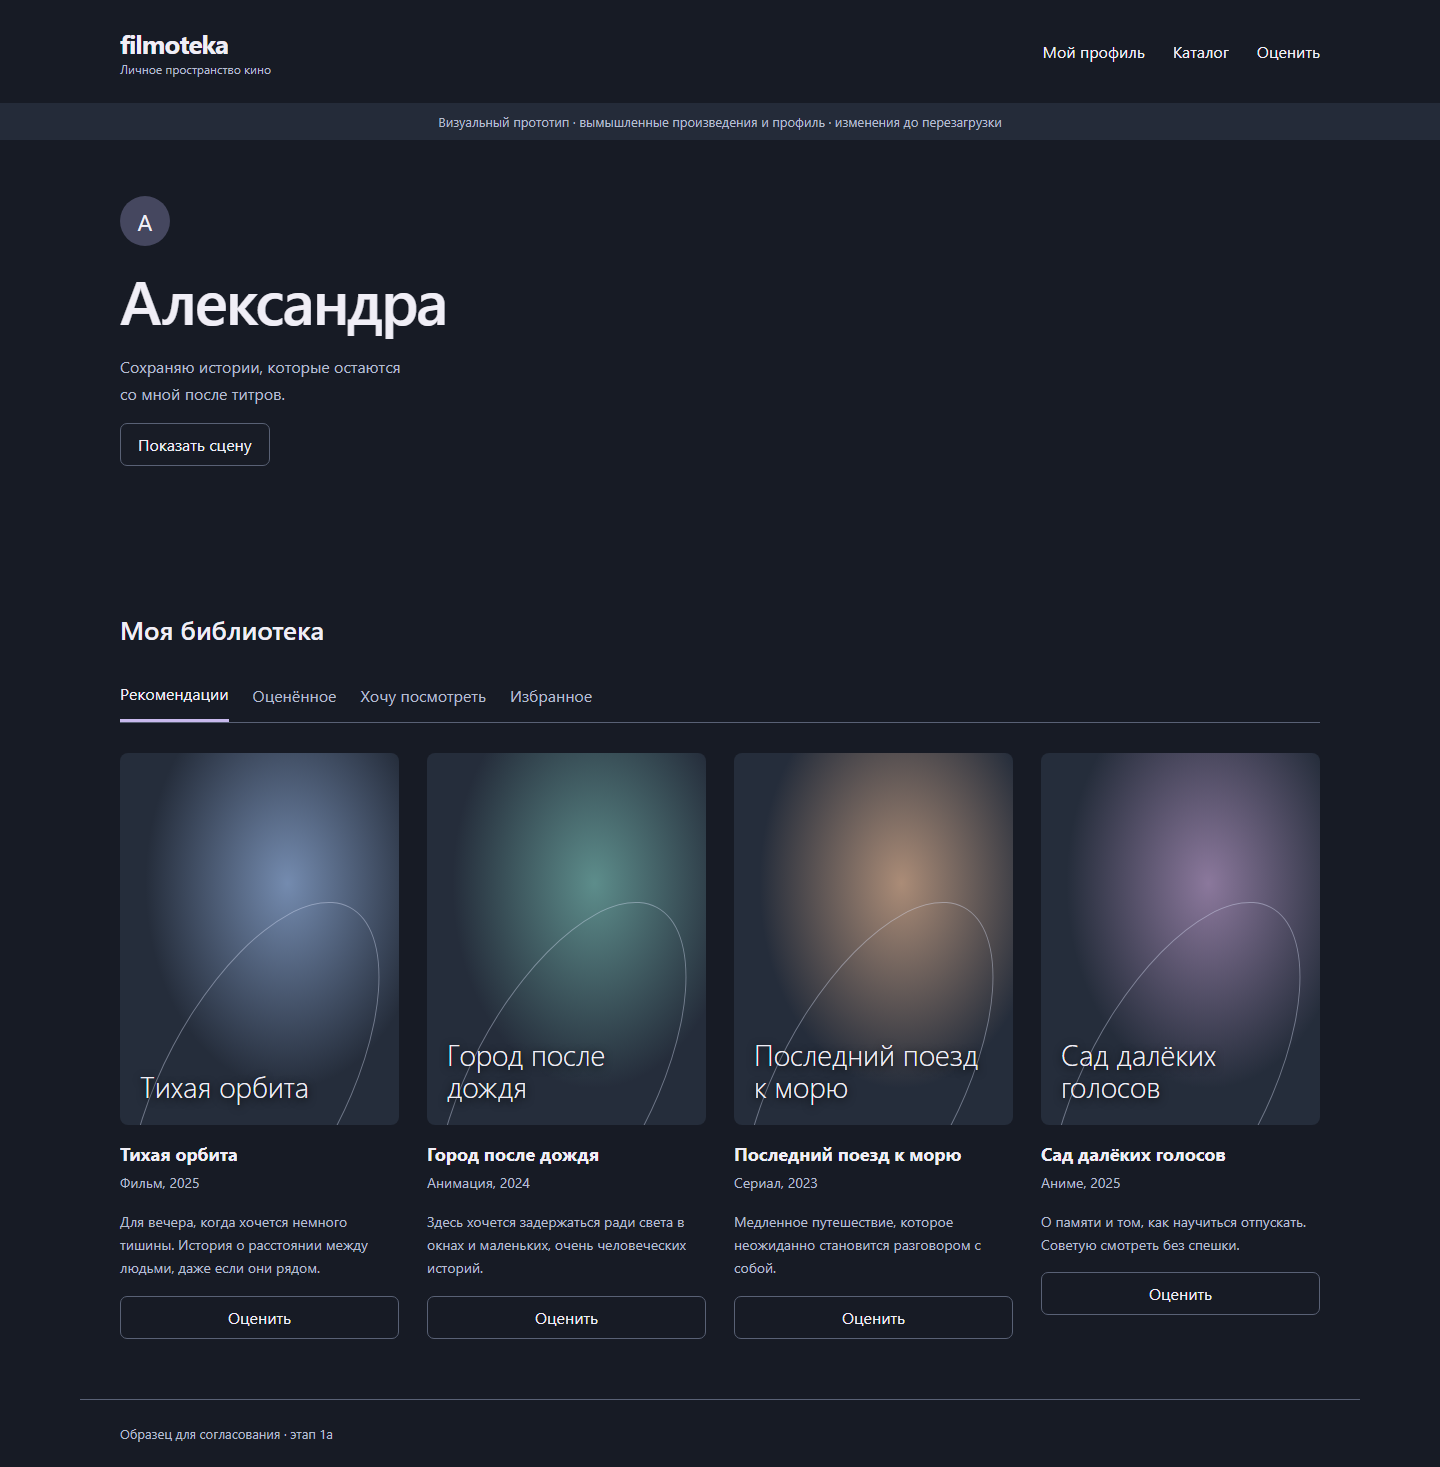 filmoteka
Личное пространство кино
Мой профиль
Каталог
Оценить
Визуальный прототип · вымышленные произведения и профиль · изменения до перезагрузки
А
Александра
Сохраняю истории, которые остаются
со мной после титров.
Показать сцену
Моя библиотека
Рекомендации
Оценённое
Хочу посмотреть
Избранное
Тихая орбита
Тихая орбита
Фильм, 2025
Для вечера, когда хочется немного
тишины. История о расстоянии между
людьми, даже если они рядом.
Оценить
Город после
дождя
Город после дождя
Анимация, 2024
Здесь хочется задержаться ради света в
окнах и маленьких, очень человеческих
историй.
Оценить
Последний поезд
к морю
Последний поезд к морю
Сериал, 2023
Медленное путешествие, которое
неожиданно становится разговором с
собой.
Оценить
Сад далёких
голосов
Сад далёких голосов
Аниме, 2025
О памяти и том, как научиться отпускать.
Советую смотреть без спешки.
Оценить
Образец для согласования · этап 1а